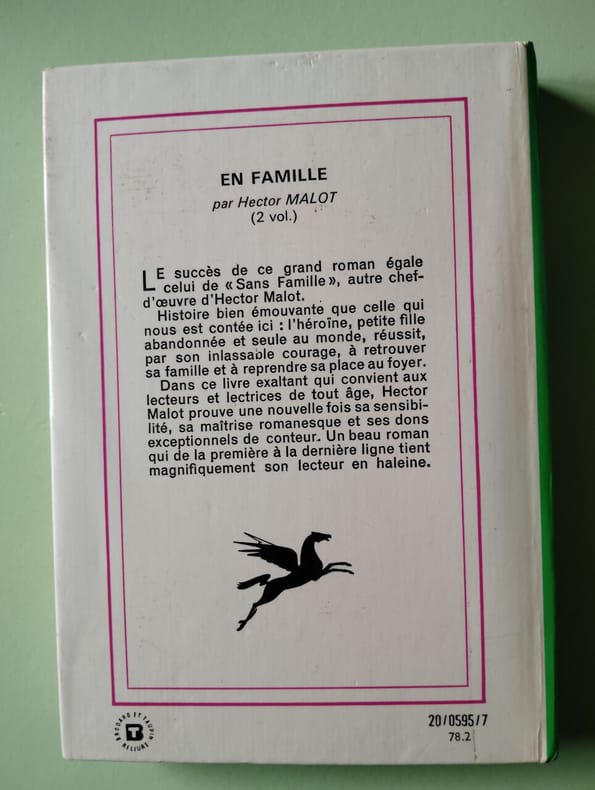 EN FAMILLE
par Hector MALOT
(2 vol.)
LE succès de ce grand roman égale
celui de « Sans Famille », autre chef-
d'œuvre d'Hector Malot.
Histoire bien émouvante que celle qui
nous est contée ici : l'héroïne, petite fille
abandonnée et seule au monde, réussit,
par son inlassable courage, à retrouver
sa famille et à reprendre sa place au foyer.
Dans ce livre exaltant qui convient aux
lecteurs et lectrices de tout âge, Hector
Malot prouve une nouvelle fois sa sensibi-
lité, sa maîtrise romanesque et ses dons
exceptionnels de conteur. Un beau roman
qui de la première à la dernière ligne tient
magnifiquement son lecteur en haleine.
BRODARD ET TAUPIN
RELIURE
20/0595/7
78.2